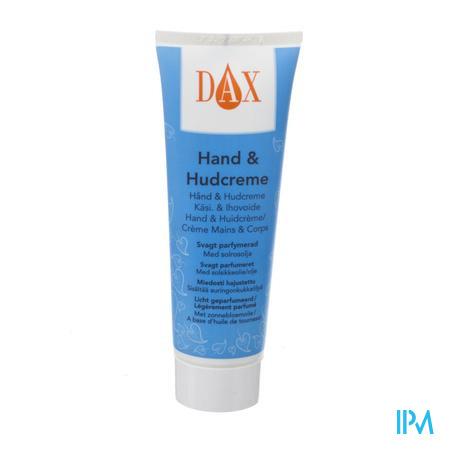 DAX
Hand &
Hudcreme
Hånd & Hudcreme
Käsi. & Ihovoide
Hand & Huidcrème/
Crème Mains & Corps
Svagt parfymerad
Med solrosolja
Svagt parfumeret
Med solsikkeolie/olje
Miedosti hajustettu
Sisältää auringonkukkaöljyä
Licht geparfumeerd/
Légèrement parfumé
Met zonnebloemolie/
A base d'huile de tournesol
IPM